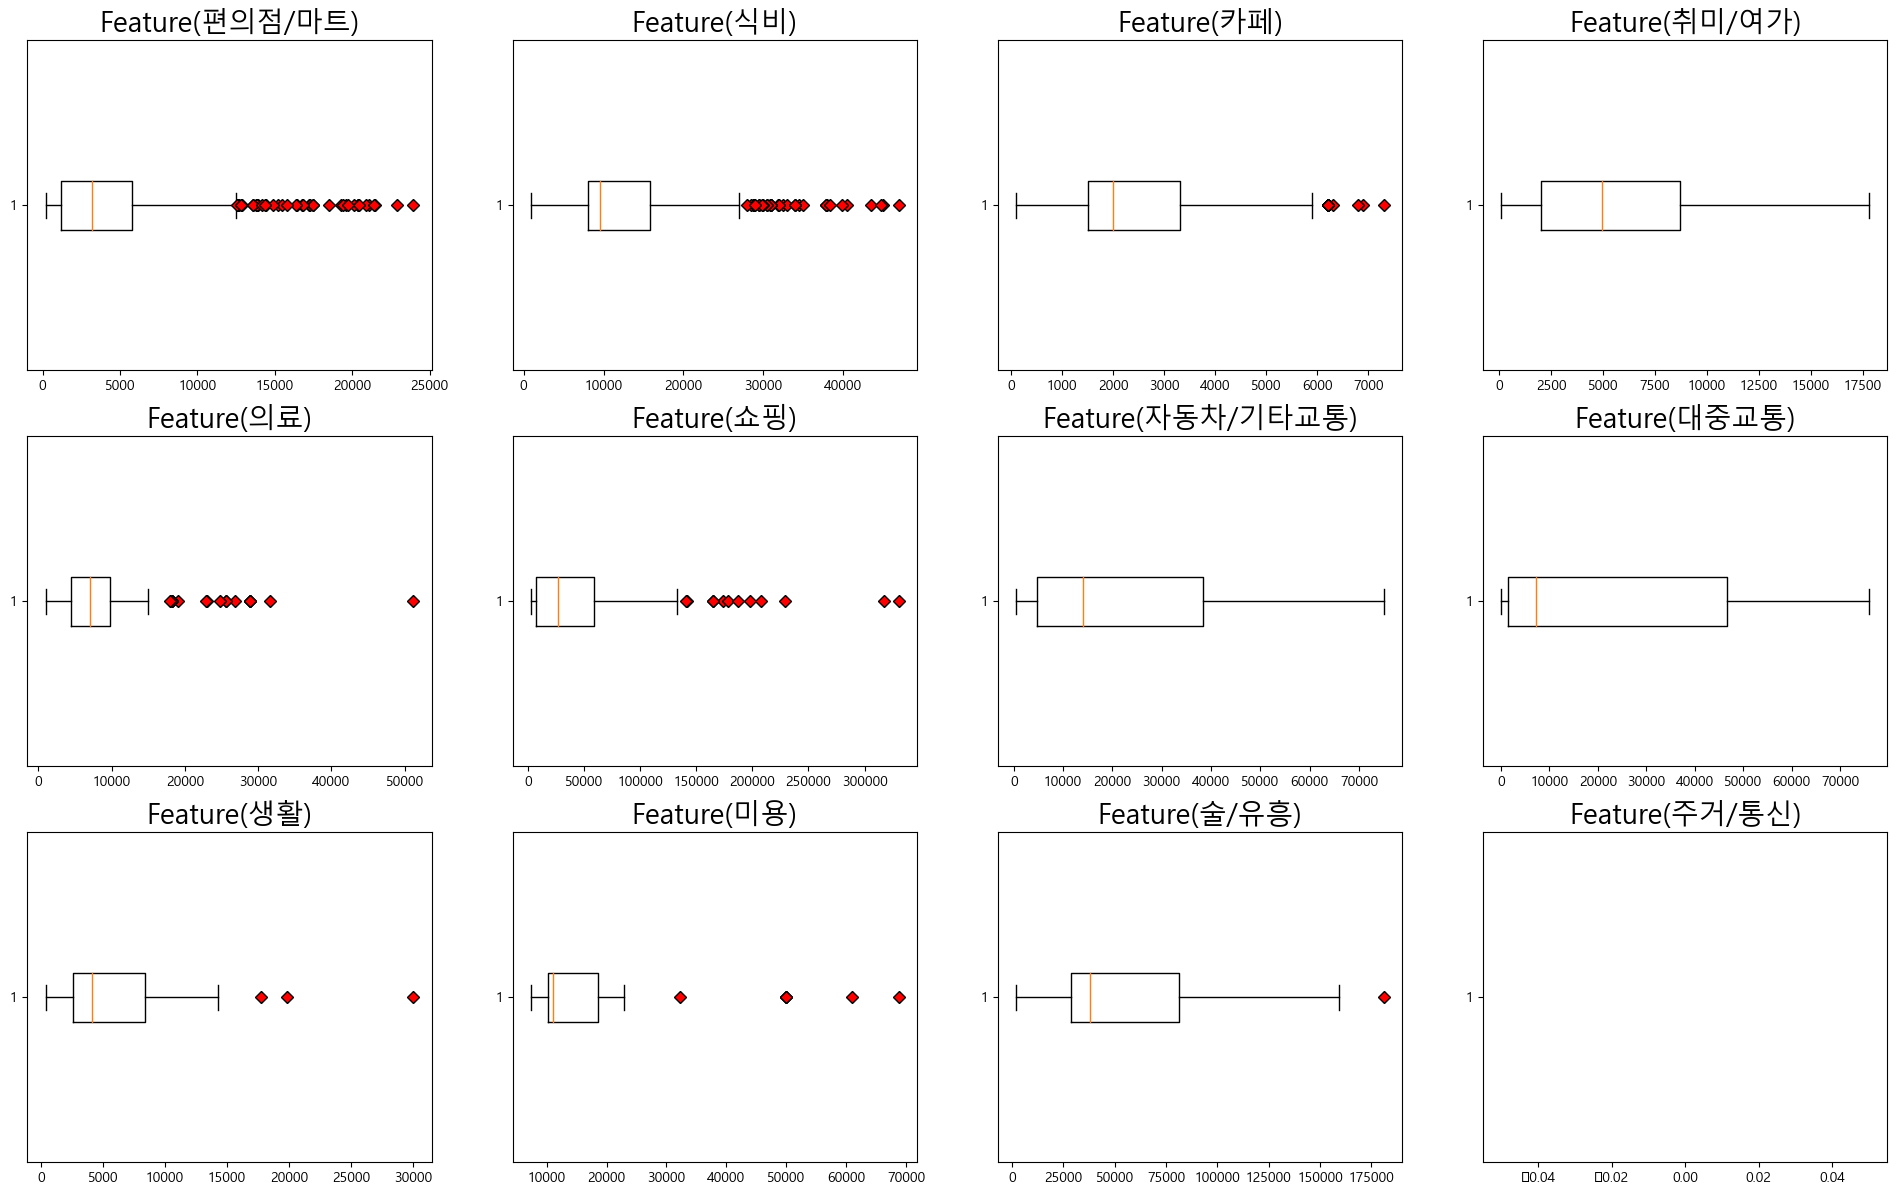 Feature(편의점/마트) Feature(식비) Feature(카페) Feature(취미/여가)
1 1 1 1
0 5000 10000 15000 20000 25000 0 10000 20000 30000 40000 0 1000 2000 3000 4000 5000 6000 7000 0 2500 5000 7500 10000 12500 15000 17500
Feature(의료) Feature(쇼핑) Feature(자동차/기타교통) Feature(대중교통)
1 1 1 1
0 10000 20000 30000 40000 50000 0 50000 100000 150000 200000 250000 300000 0 10000 20000 30000 40000 50000 60000 70000 0 10000 20000 30000 40000 50000 60000 70000
Feature(생활) Feature(미용) Feature(술/유흥) Feature(주거/통신)
1 1 1 1
0 5000 10000 15000 20000 25000 30000 10000 20000 30000 40000 50000 60000 70000 0 25000 50000 75000 100000 125000 150000 175000 □0.04 □0.02 0.00 0.02 0.04